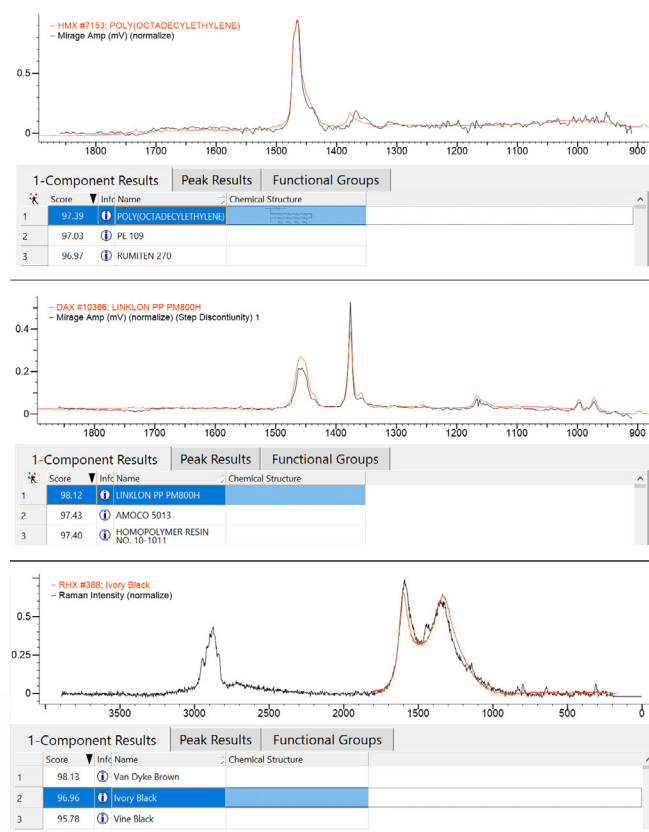 HMX #7153; POLY(OCTADECYLETHYLENE)
Mirage Amp (mV) (normalize)
0.5
0
1800 1700 1600 1500 1400 1300 1200 1100 1000 900
1-Component Results Peak Results Functional Groups
Score Info Name Chemical Structure
1 97.39 POLY(OCTADECYLETHYLENE)
2 97.03 PE 109
3 96.97 RUMITEN 270
DAX #10386; LINKLON PP PM800H
Mirage Amp (mV) (normalize) (Step Discontiunity) 1
0.4
0.2
0
1800 1700 1600 1500 1400 1300 1200 1100 1000 900
1-Component Results Peak Results Functional Groups
Score Info Name Chemical Structure
1 98.12 LINKLON PP PM800H
2 97.43 AMOCO 5013
3 97.40 HOMOPOLYMER RESIN
NO. 10-1011
RHX #388; Ivory Black
Raman Intensity (normalize)
0.5
0.25
0
3500 3000 2500 2000 1500 1000 500 0
1-Component Results Peak Results Functional Groups
Score Info Name Chemical Structure
1 98.13 Van Dyke Brown
2 96.96 Ivory Black
3 95.78 Vine Black